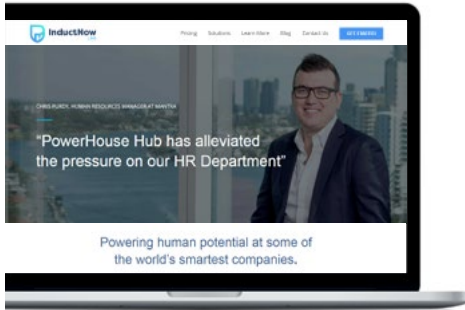 InductNow
Pricing Solutions Learn More Blog Contact Us GET STARTED
CHRIS PURDY, HUMAN RESOURCES MANAGER AT MANTRA
“PowerHouse Hub has alleviated
the pressure on our HR Department”
Powering human potential at some of
the world's smartest companies.